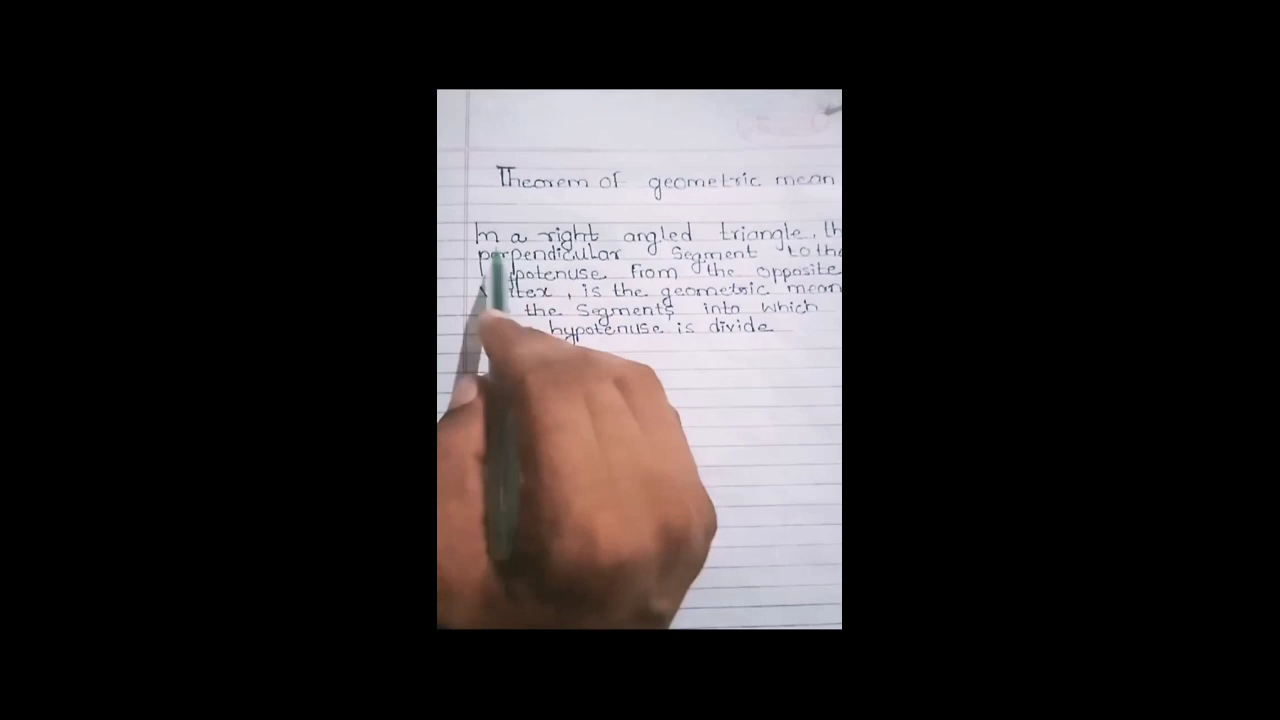 Theorem of geometric mean
In a right angled triangle, th
perpendicular segment to the
potenuse from the opposite
tex, is the geometric mean
the segments into which
hypotenuse is divide